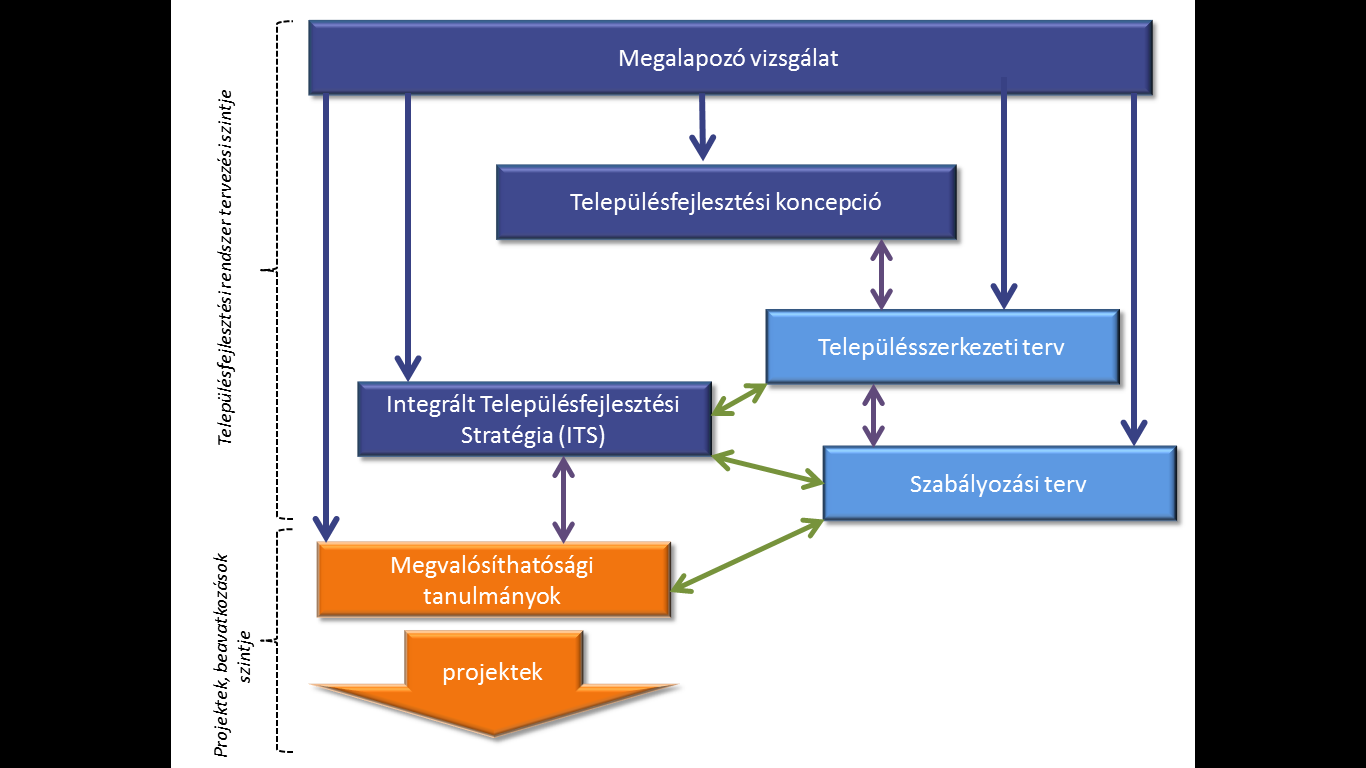 Megalapozó vizsgálat
Településfejlesztési rendszer tervezési szintje
Településfejlesztési koncepció
Településszerkezeti terv
Integrált Településfejlesztési
Stratégia (ITS)
Szabályozási terv
Projektek, beavatkozások
szintje
Megvalósíthatósági
tanulmányok
projektek